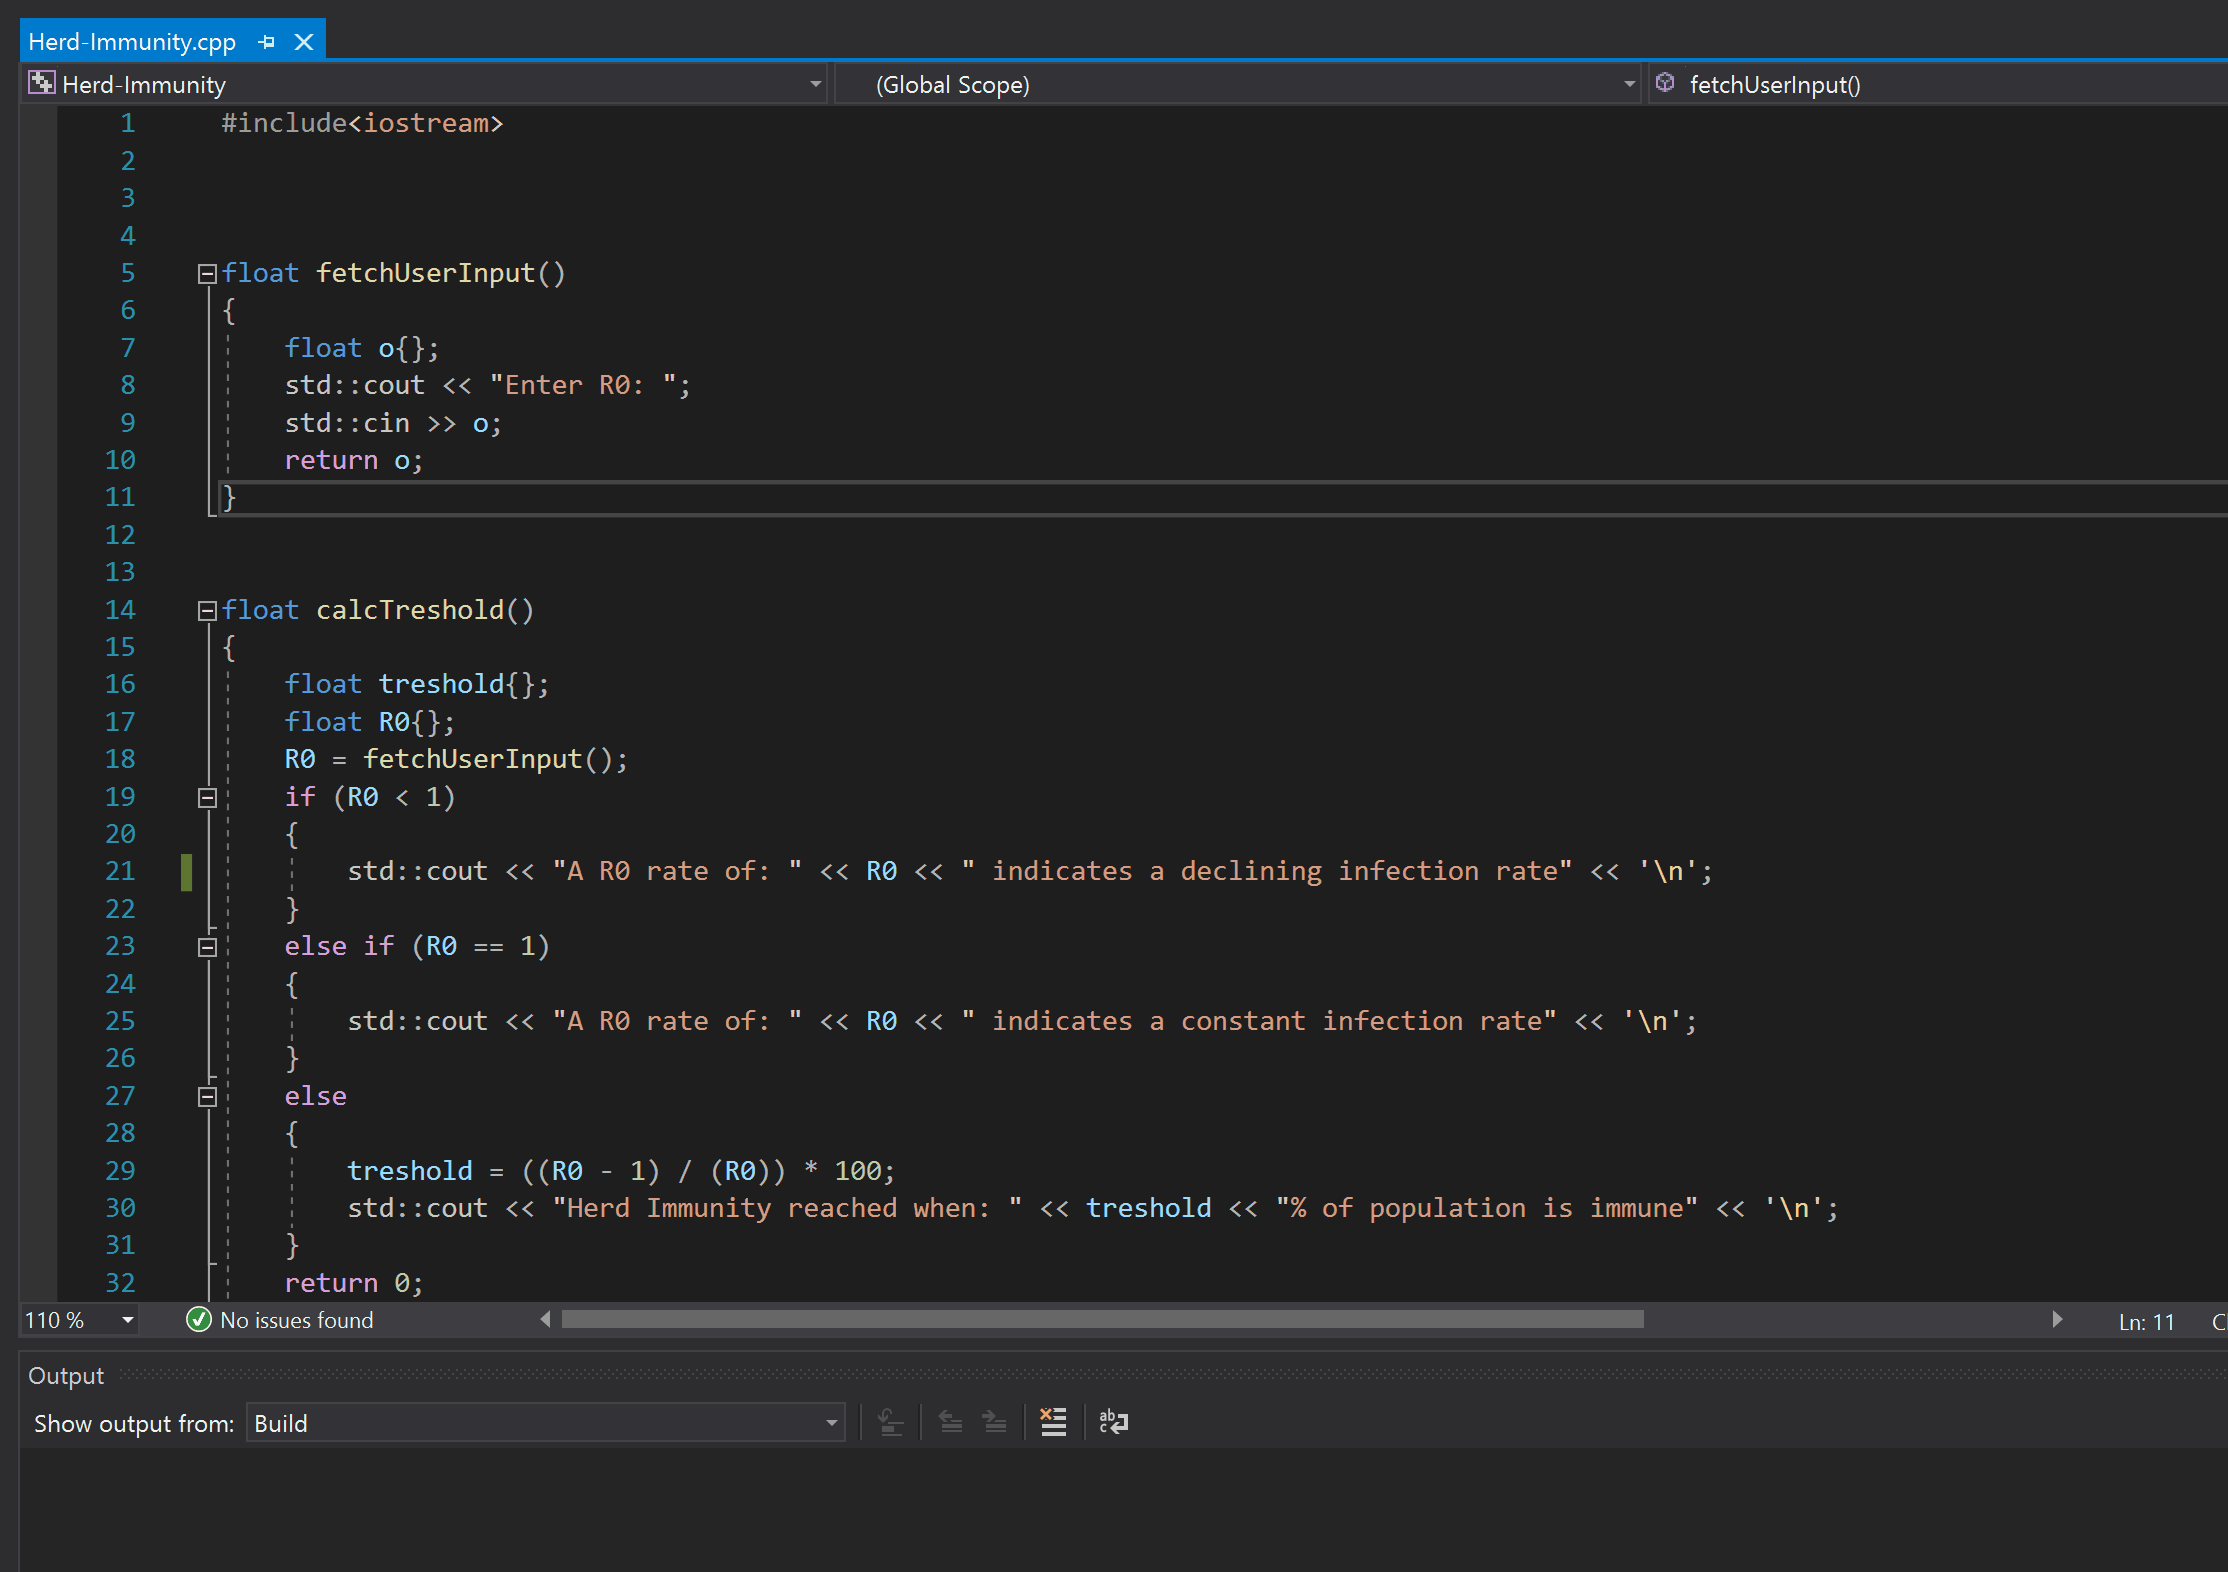 Herd-Immunity.cpp
Herd-Immunity (Global Scope) fetchUserInput()
1 #include<iostream>
2
3
4
5 float fetchUserInput()
6 {
7     float o{};
8     std::cout << "Enter R0: ";
9     std::cin >> o;
10     return o;
11 }
12
13
14 float calcTreshold()
15 {
16     float treshold{};
17     float R0{};
18     R0 = fetchUserInput();
19     if (R0 < 1)
20     {
21         std::cout << "A R0 rate of: " << R0 << " indicates a declining infection rate" << '\n';
22     }
23     else if (R0 == 1)
24     {
25         std::cout << "A R0 rate of: " << R0 << " indicates a constant infection rate" << '\n';
26     }
27     else
28     {
29         treshold = ((R0 - 1) / (R0)) * 100;
30         std::cout << "Herd Immunity reached when: " << treshold << "% of population is immune" << '\n';
31     }
32     return 0;
110 % No issues found Ln: 11
Output
Show output from: Build